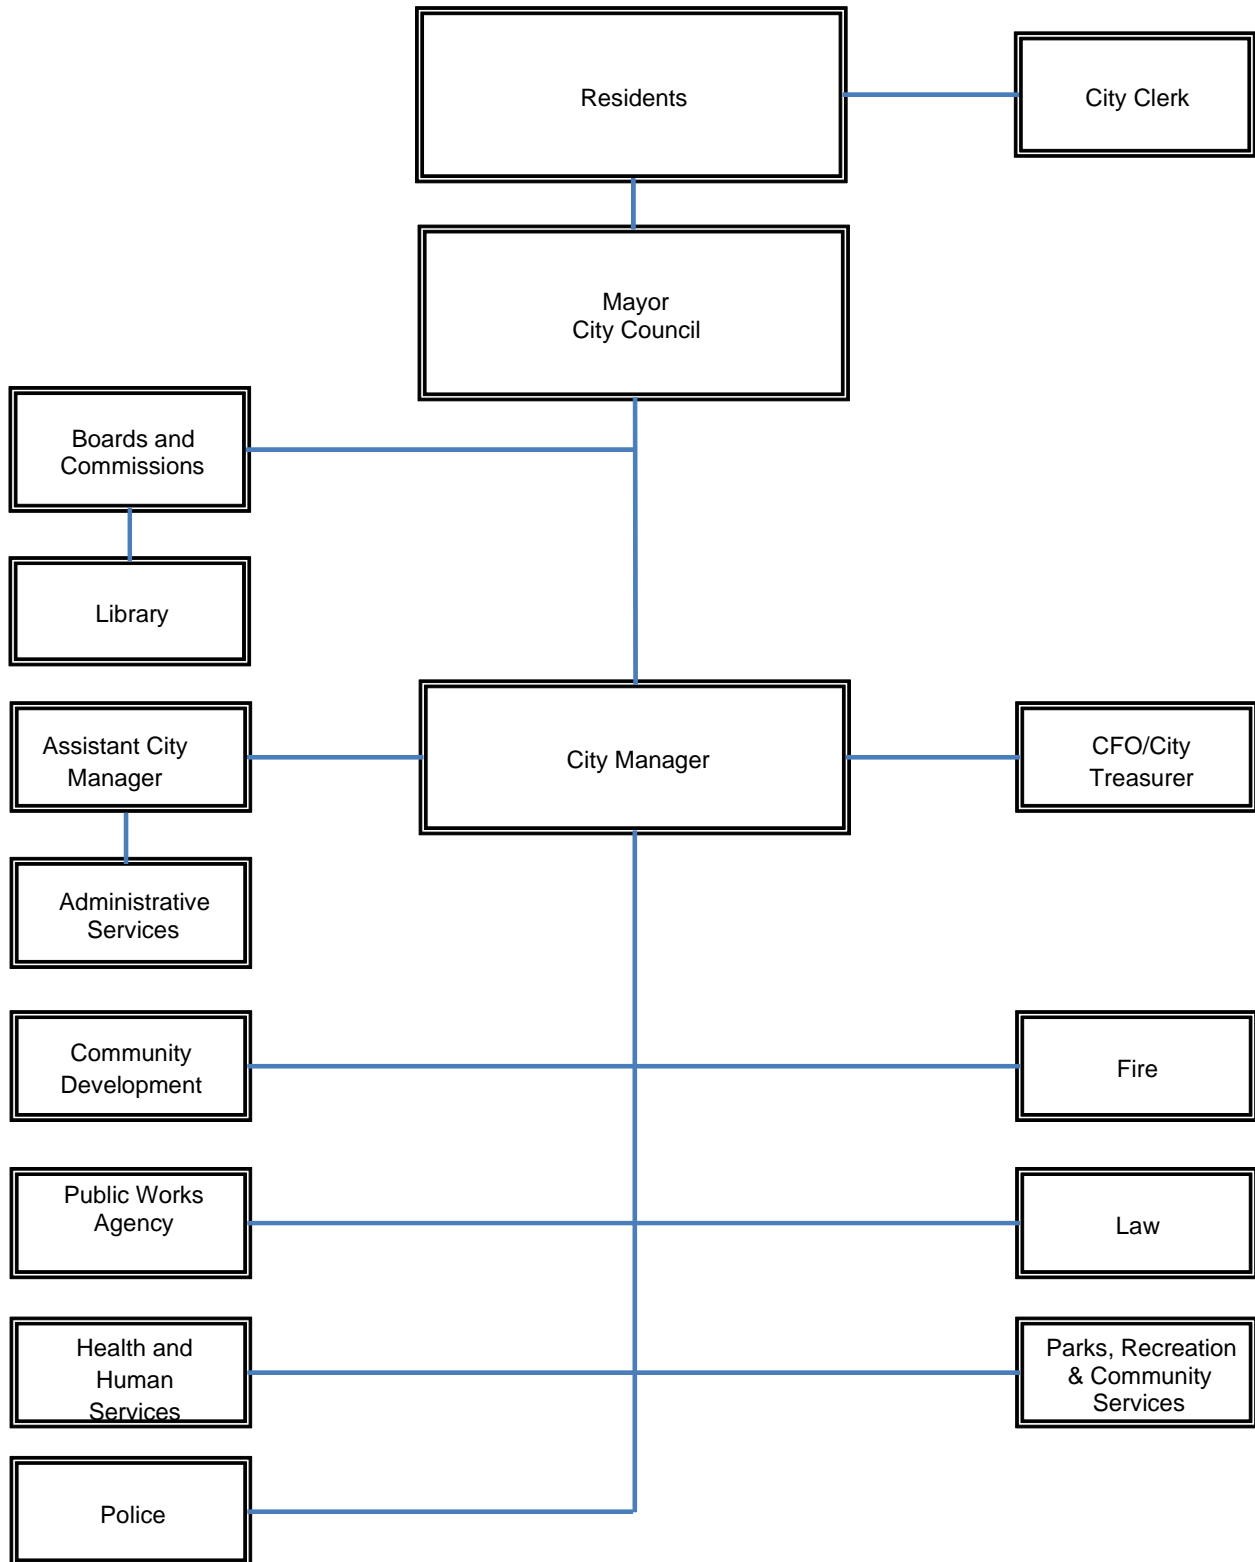 Residents
City Clerk
Mayor
City Council
Boards and
Commissions
Library
Assistant City
Manager
City Manager
CFO/City
Treasurer
Administrative
Services
Community
Development
Fire
Public Works
Agency
Law
Health and
Human
Services
Parks, Recreation
& Community
Services
Police